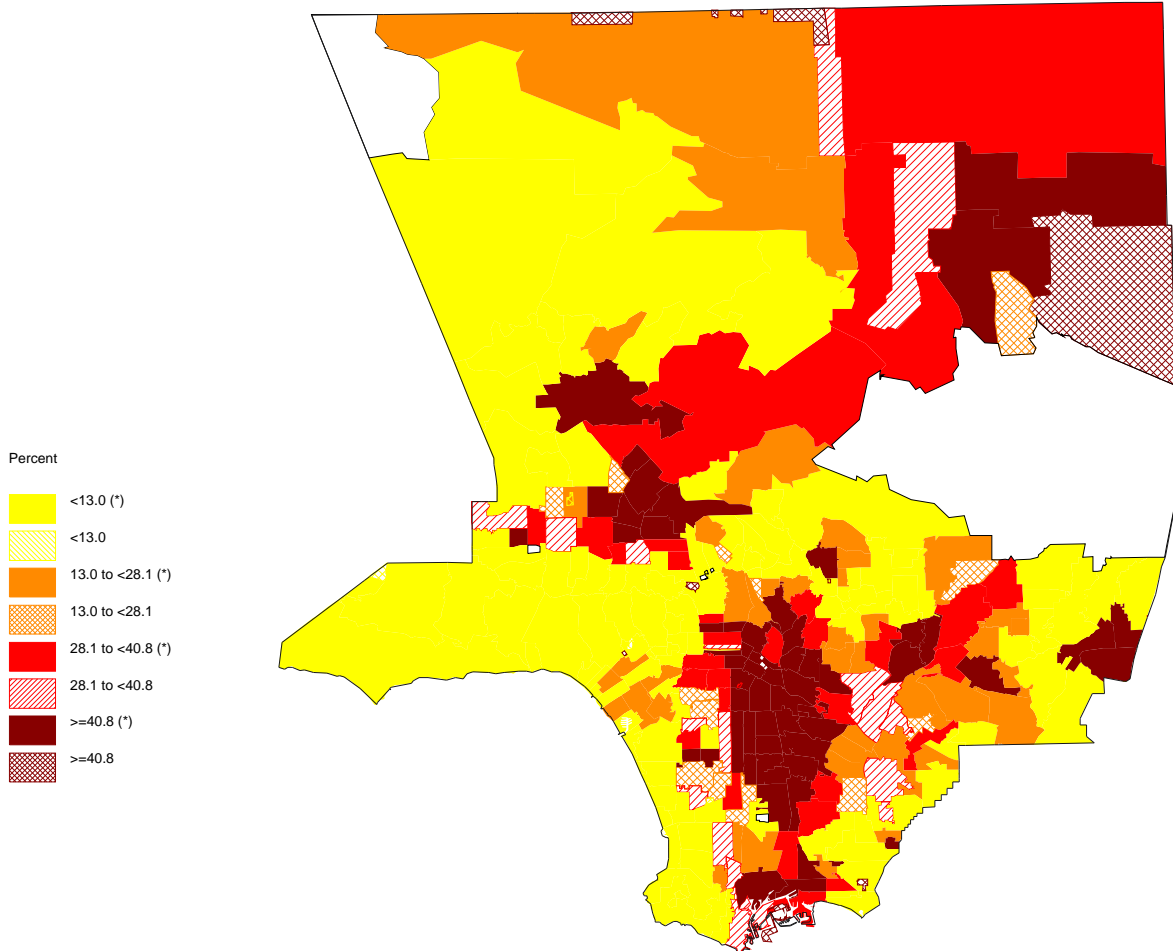 Percent
<13.0 (*)
<13.0
13.0 to <28.1 (*)
13.0 to <28.1
28.1 to <40.8 (*)
28.1 to <40.8
>=40.8 (*)
>=40.8